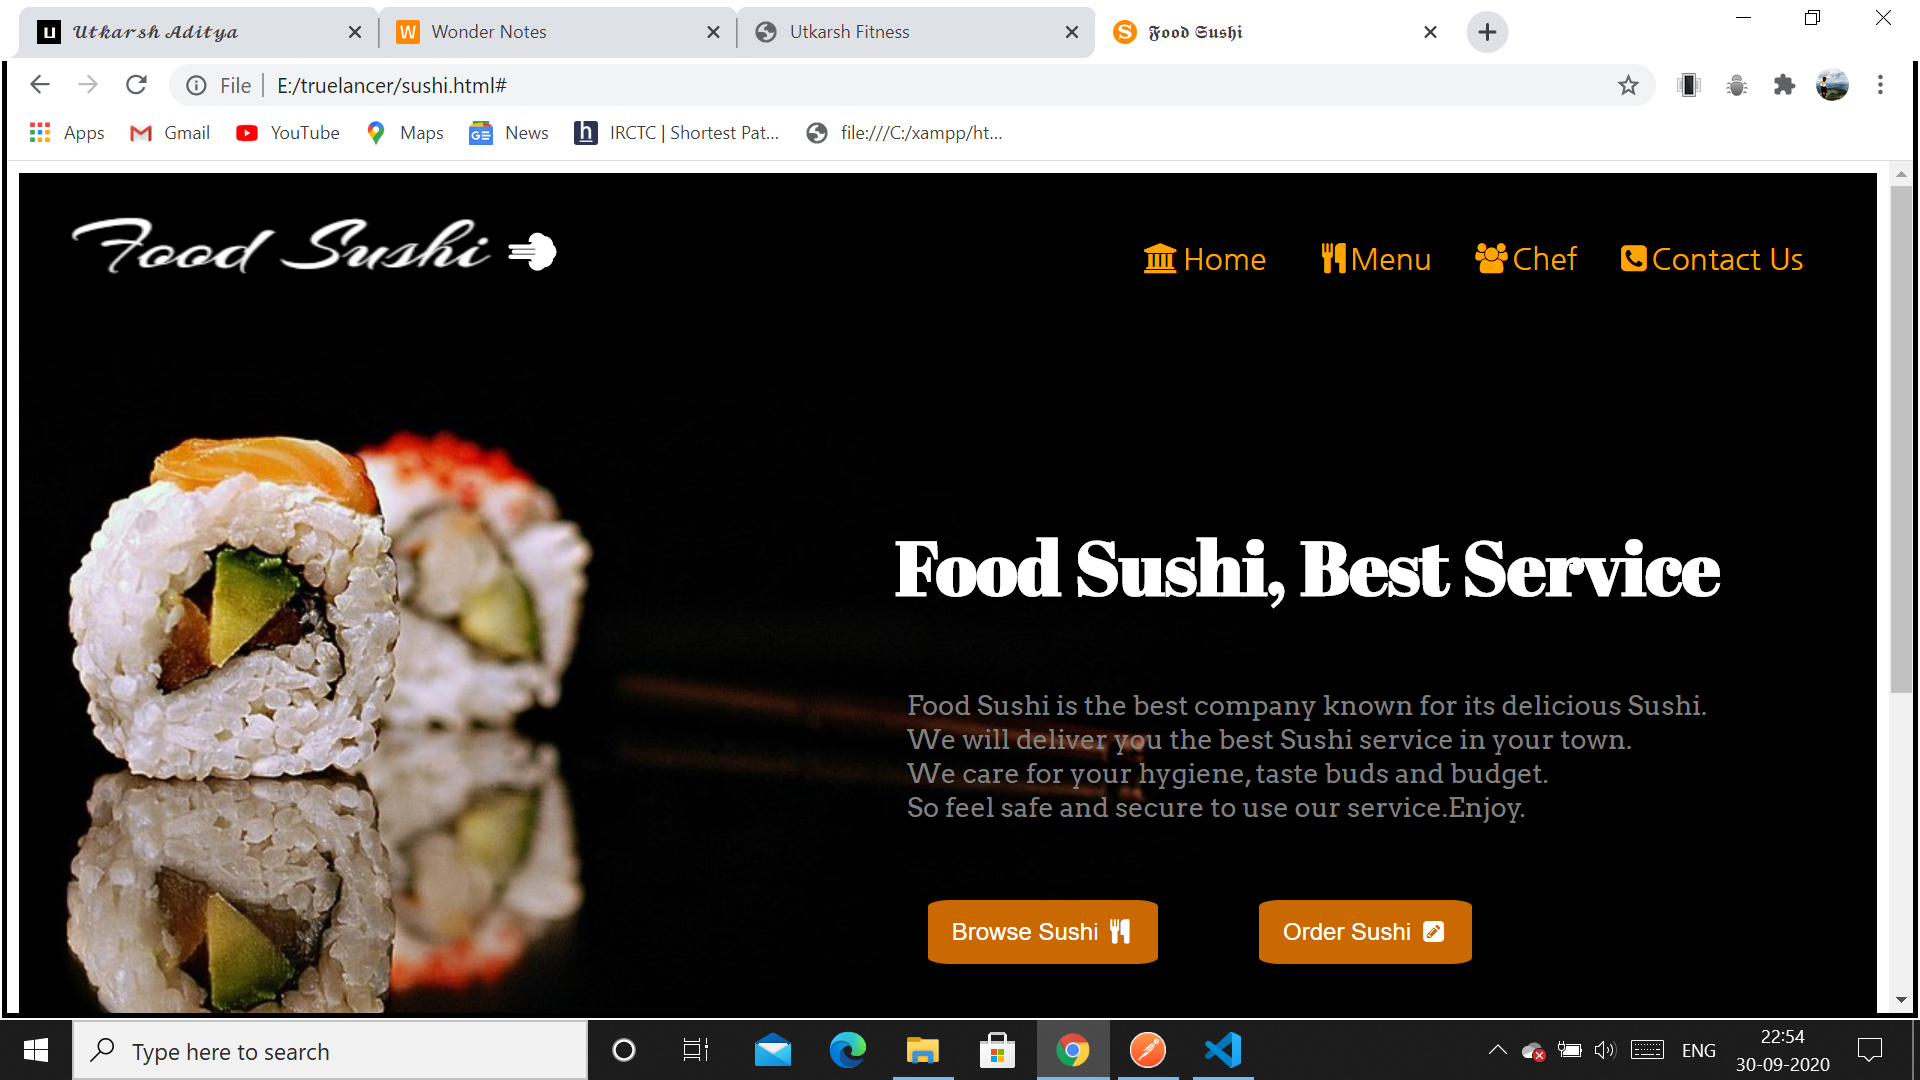 𝓤𝓽𝓴𝓪𝓻𝓼𝓱 𝓐𝓭𝓲𝓽𝔂𝓪
Wonder Notes
Utkarsh Fitness
𝕱𝖔𝖔𝖉 𝕾𝖚𝖘𝖍𝖎
File
E:/truelancer/sushi.html#
Apps
Gmail
YouTube
Maps
News
IRCTC | Shortest Pat...
file:///C:/xampp/ht...
Food Sushi
Home
Menu
Chef
Contact Us
Food Sushi, Best Service
Food Sushi is the best company known for its delicious Sushi.
We will deliver you the best Sushi service in your town.
We care for your hygiene, taste buds and budget.
So feel safe and secure to use our service.Enjoy.
Browse Sushi
Order Sushi
Type here to search
ENG
22:54
30-09-2020